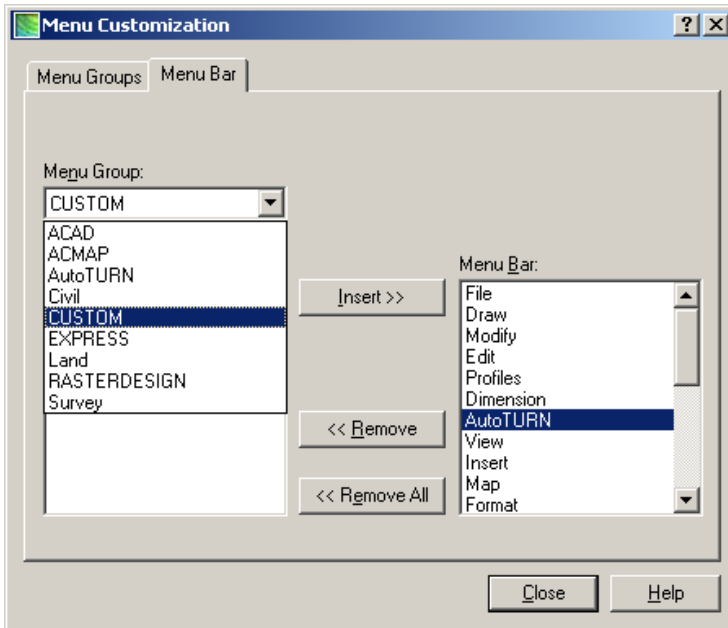 Menu Customization
Menu Groups
Menu Bar
Menu Group:
CUSTOM
ACAD
ACMAP
AutoTURN
Civil
CUSTOM
EXPRESS
Land
RASTERDESIGN
Survey
Insert >>
<< Remove
<< Remove All
Menu Bar:
File
Draw
Modify
Edit
Profiles
Dimension
AutoTURN
View
Insert
Map
Format
Close
Help